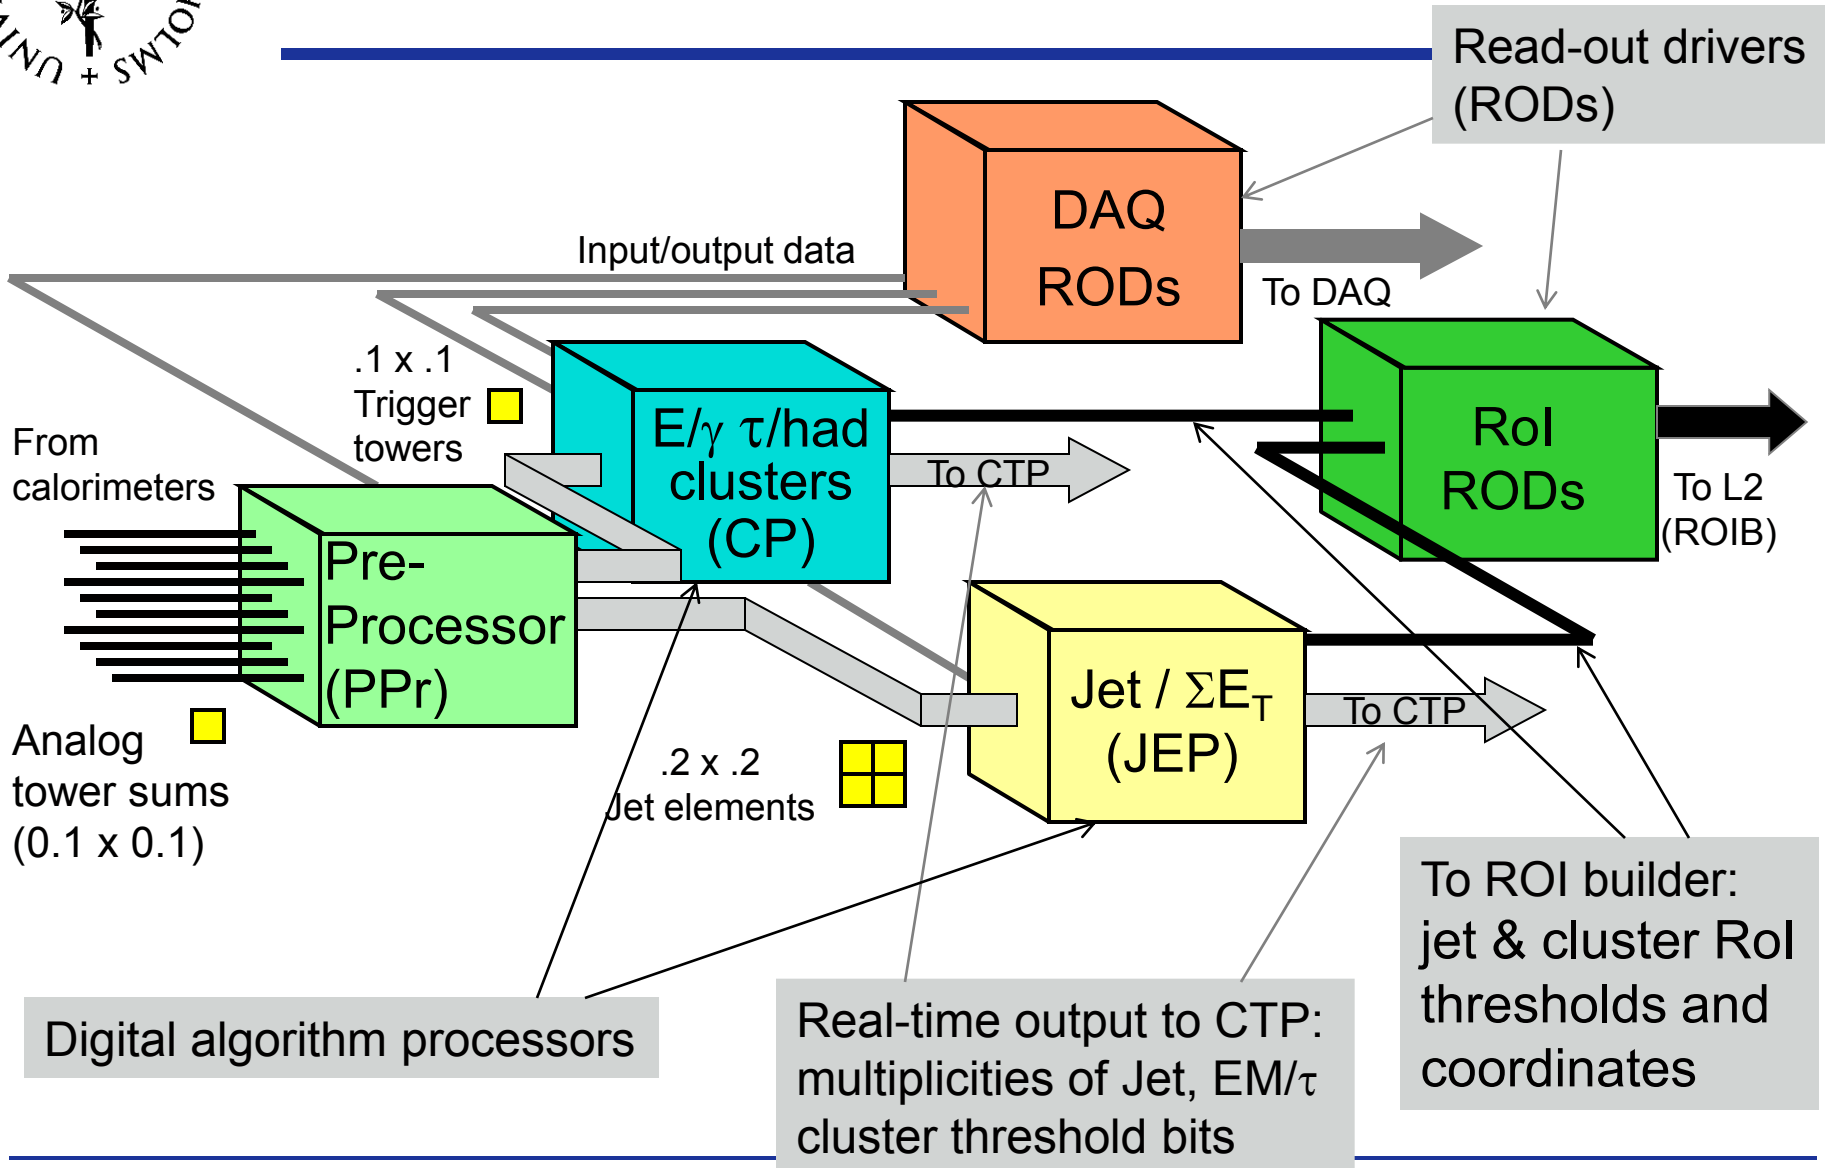 Read-out drivers
(RODs)
DAQ
RODs
Input/output data
To DAQ
.1 x .1
Trigger
towers
E/γ τ/had
clusters
(CP)
To CTP
RoI
RODs
To L2
(ROIB)
From
calorimeters
Pre-
Processor
(PPr)
Jet / ΣET
(JEP)
To CTP
Analog
tower sums
(0.1 x 0.1)
.2 x .2
Jet elements
To ROI builder:
jet & cluster RoI
thresholds and
coordinates
Digital algorithm processors
Real-time output to CTP:
multiplicities of Jet, EM/τ
cluster threshold bits